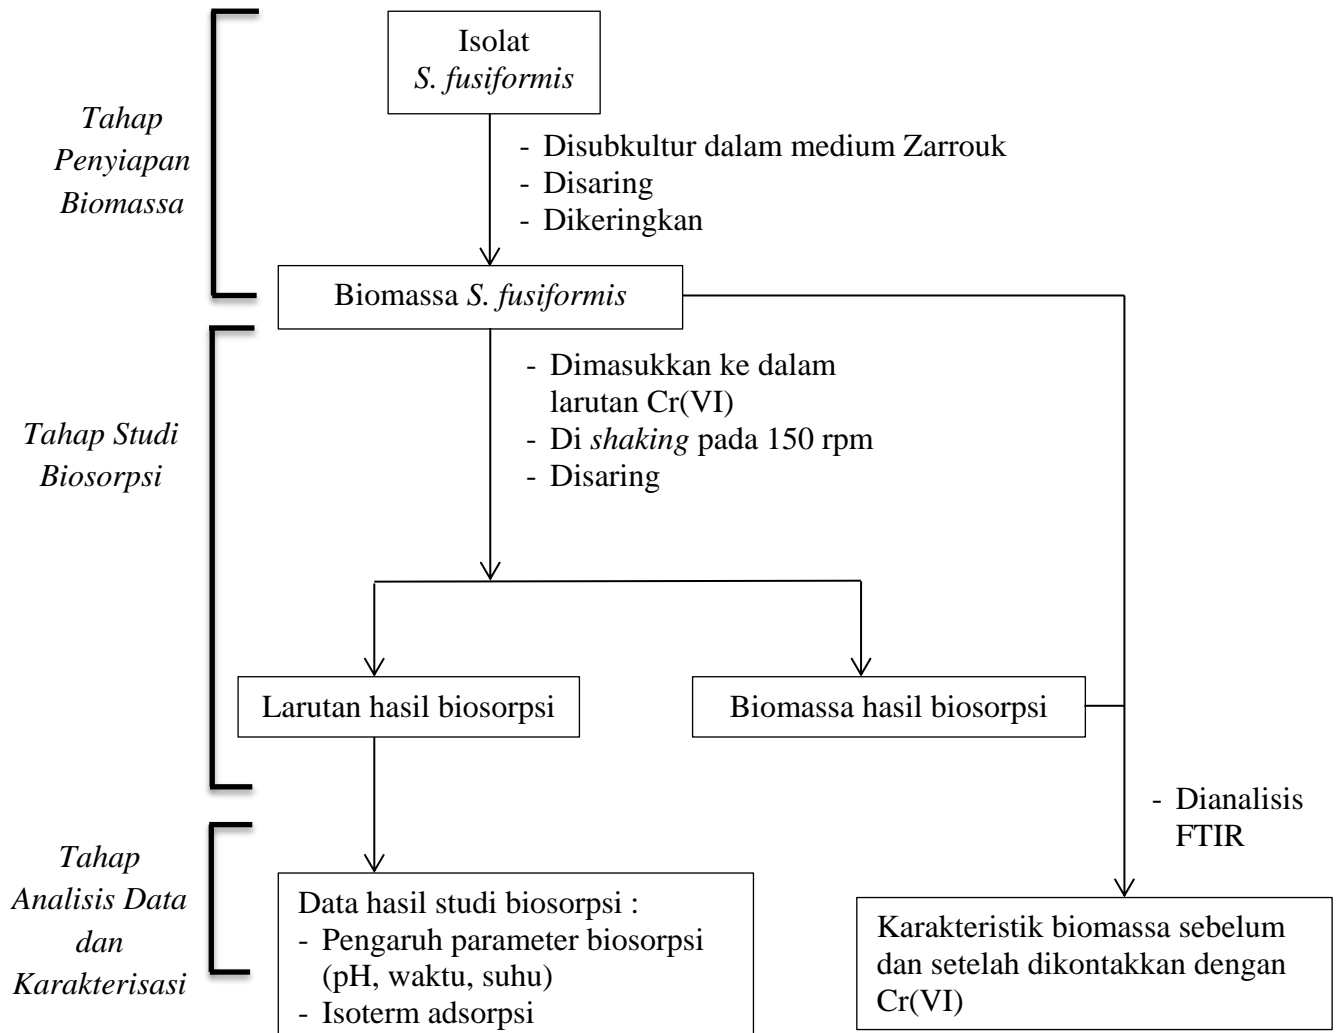 Isolat
S. fusiformis
Tahap
Penyiapan
Biomassa
- Disubkultur dalam medium Zarrouk
- Disaring
- Dikeringkan
Biomassa S. fusiformis
Tahap Studi
Biosorpsi
- Dimasukkan ke dalam
larutan Cr(VI)
- Di shaking pada 150 rpm
- Disaring
Larutan hasil biosorpsi
Biomassa hasil biosorpsi
- Dianalisis
FTIR
Tahap
Analisis Data
dan
Karakterisasi
Data hasil studi biosorpsi :
- Pengaruh parameter biosorpsi
(pH, waktu, suhu)
- Isoterm adsorpsi
Karakteristik biomassa sebelum
dan setelah dikontakkan dengan
Cr(VI)